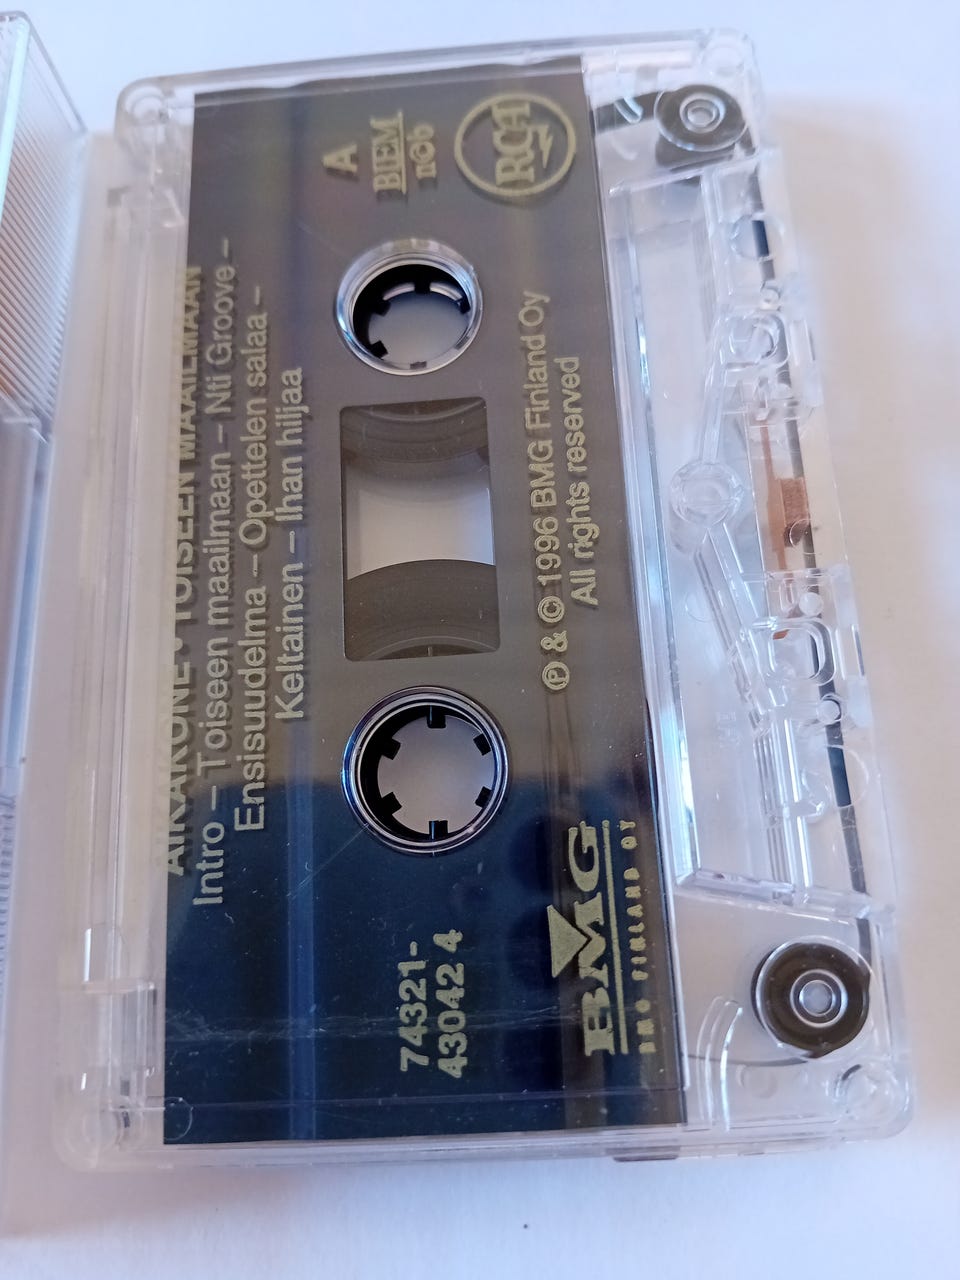 AIKAKONE • TOISEEN MAAILMAAN
Intro – Toiseen maailmaan – Nti Groove –
Ensisuudelma – Opettelen salaa –
Keltainen – Ihan hiljaa
A
BIEM
n©b
RCA
74321-
43042 4
℗ & © 1996 BMG Finland Oy
All rights reserved
BMG
BMG FINLAND OY